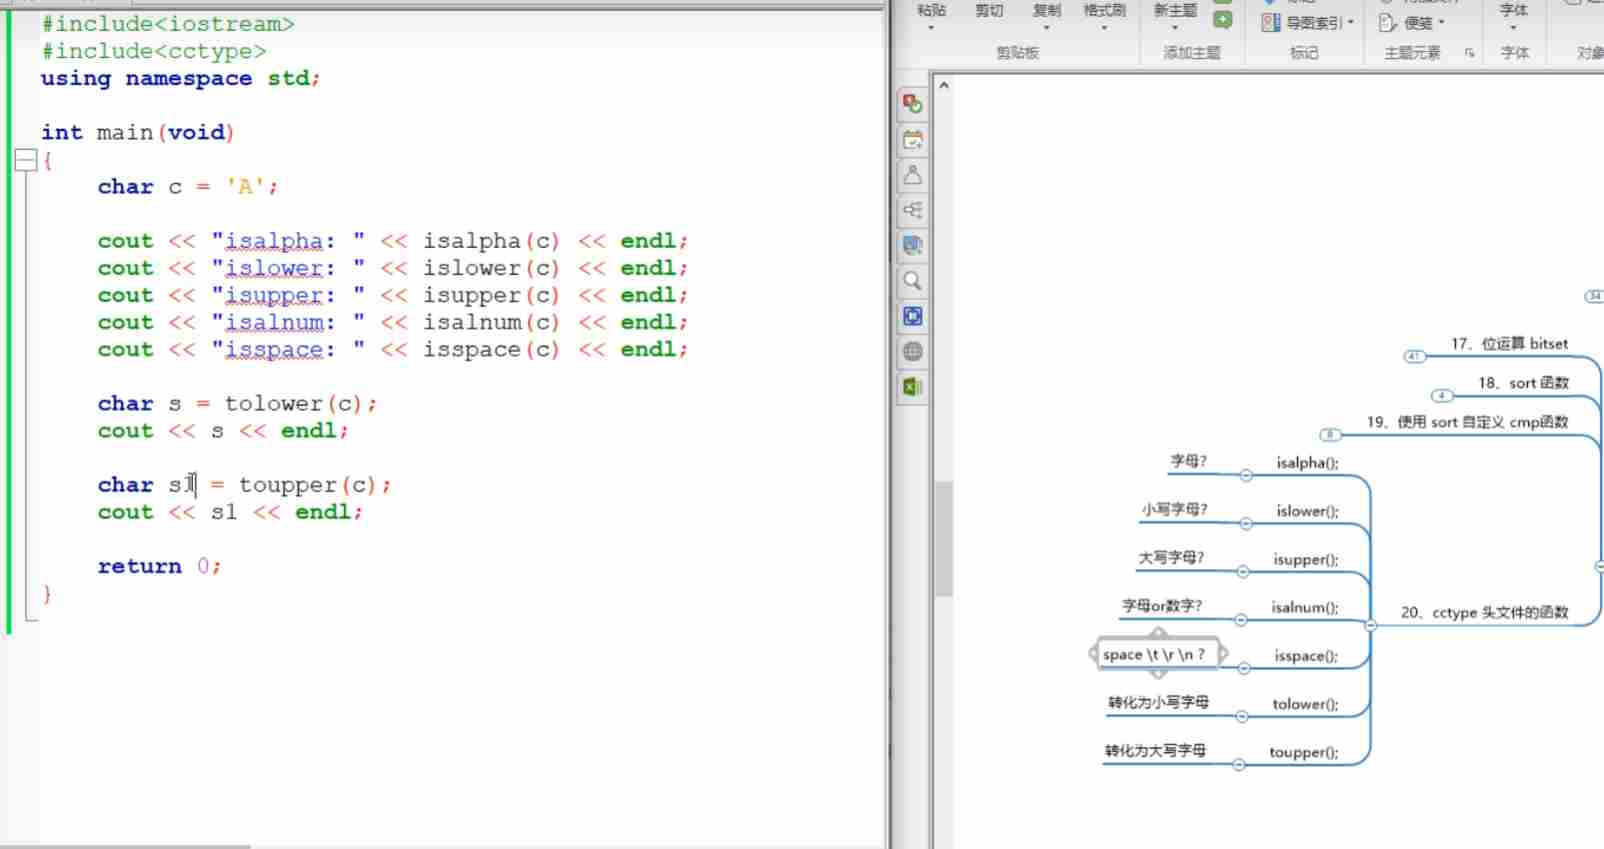 #include<iostream>
#include<cctype>
using namespace std;
int main(void)
{
char c = 'A';
cout << "isalpha: " << isalpha(c) << endl;
cout << "islower: " << islower(c) << endl;
cout << "isupper: " << isupper(c) << endl;
cout << "isalnum: " << isalnum(c) << endl;
cout << "isspace: " << isspace(c) << endl;
char s = tolower(c);
cout << s << endl;
char s1 = toupper(c);
cout << s1 << endl;
return 0;
}
粘贴 剪切 复制 格式刷 新主题 字体
导图索引 便笺
剪贴板 添加主题 标记 主题元素 字体 对象
34
17、位运算 bitset
41
18、sort 函数
4
19、使用 sort 自定义 cmp函数
8
字母? isalpha();
小写字母? islower();
大写字母? isupper();
字母or数字? isalnum();
20、cctype 头文件的函数
space \t \r \n ? isspace();
转化为小写字母 tolower();
转化为大写字母 toupper();